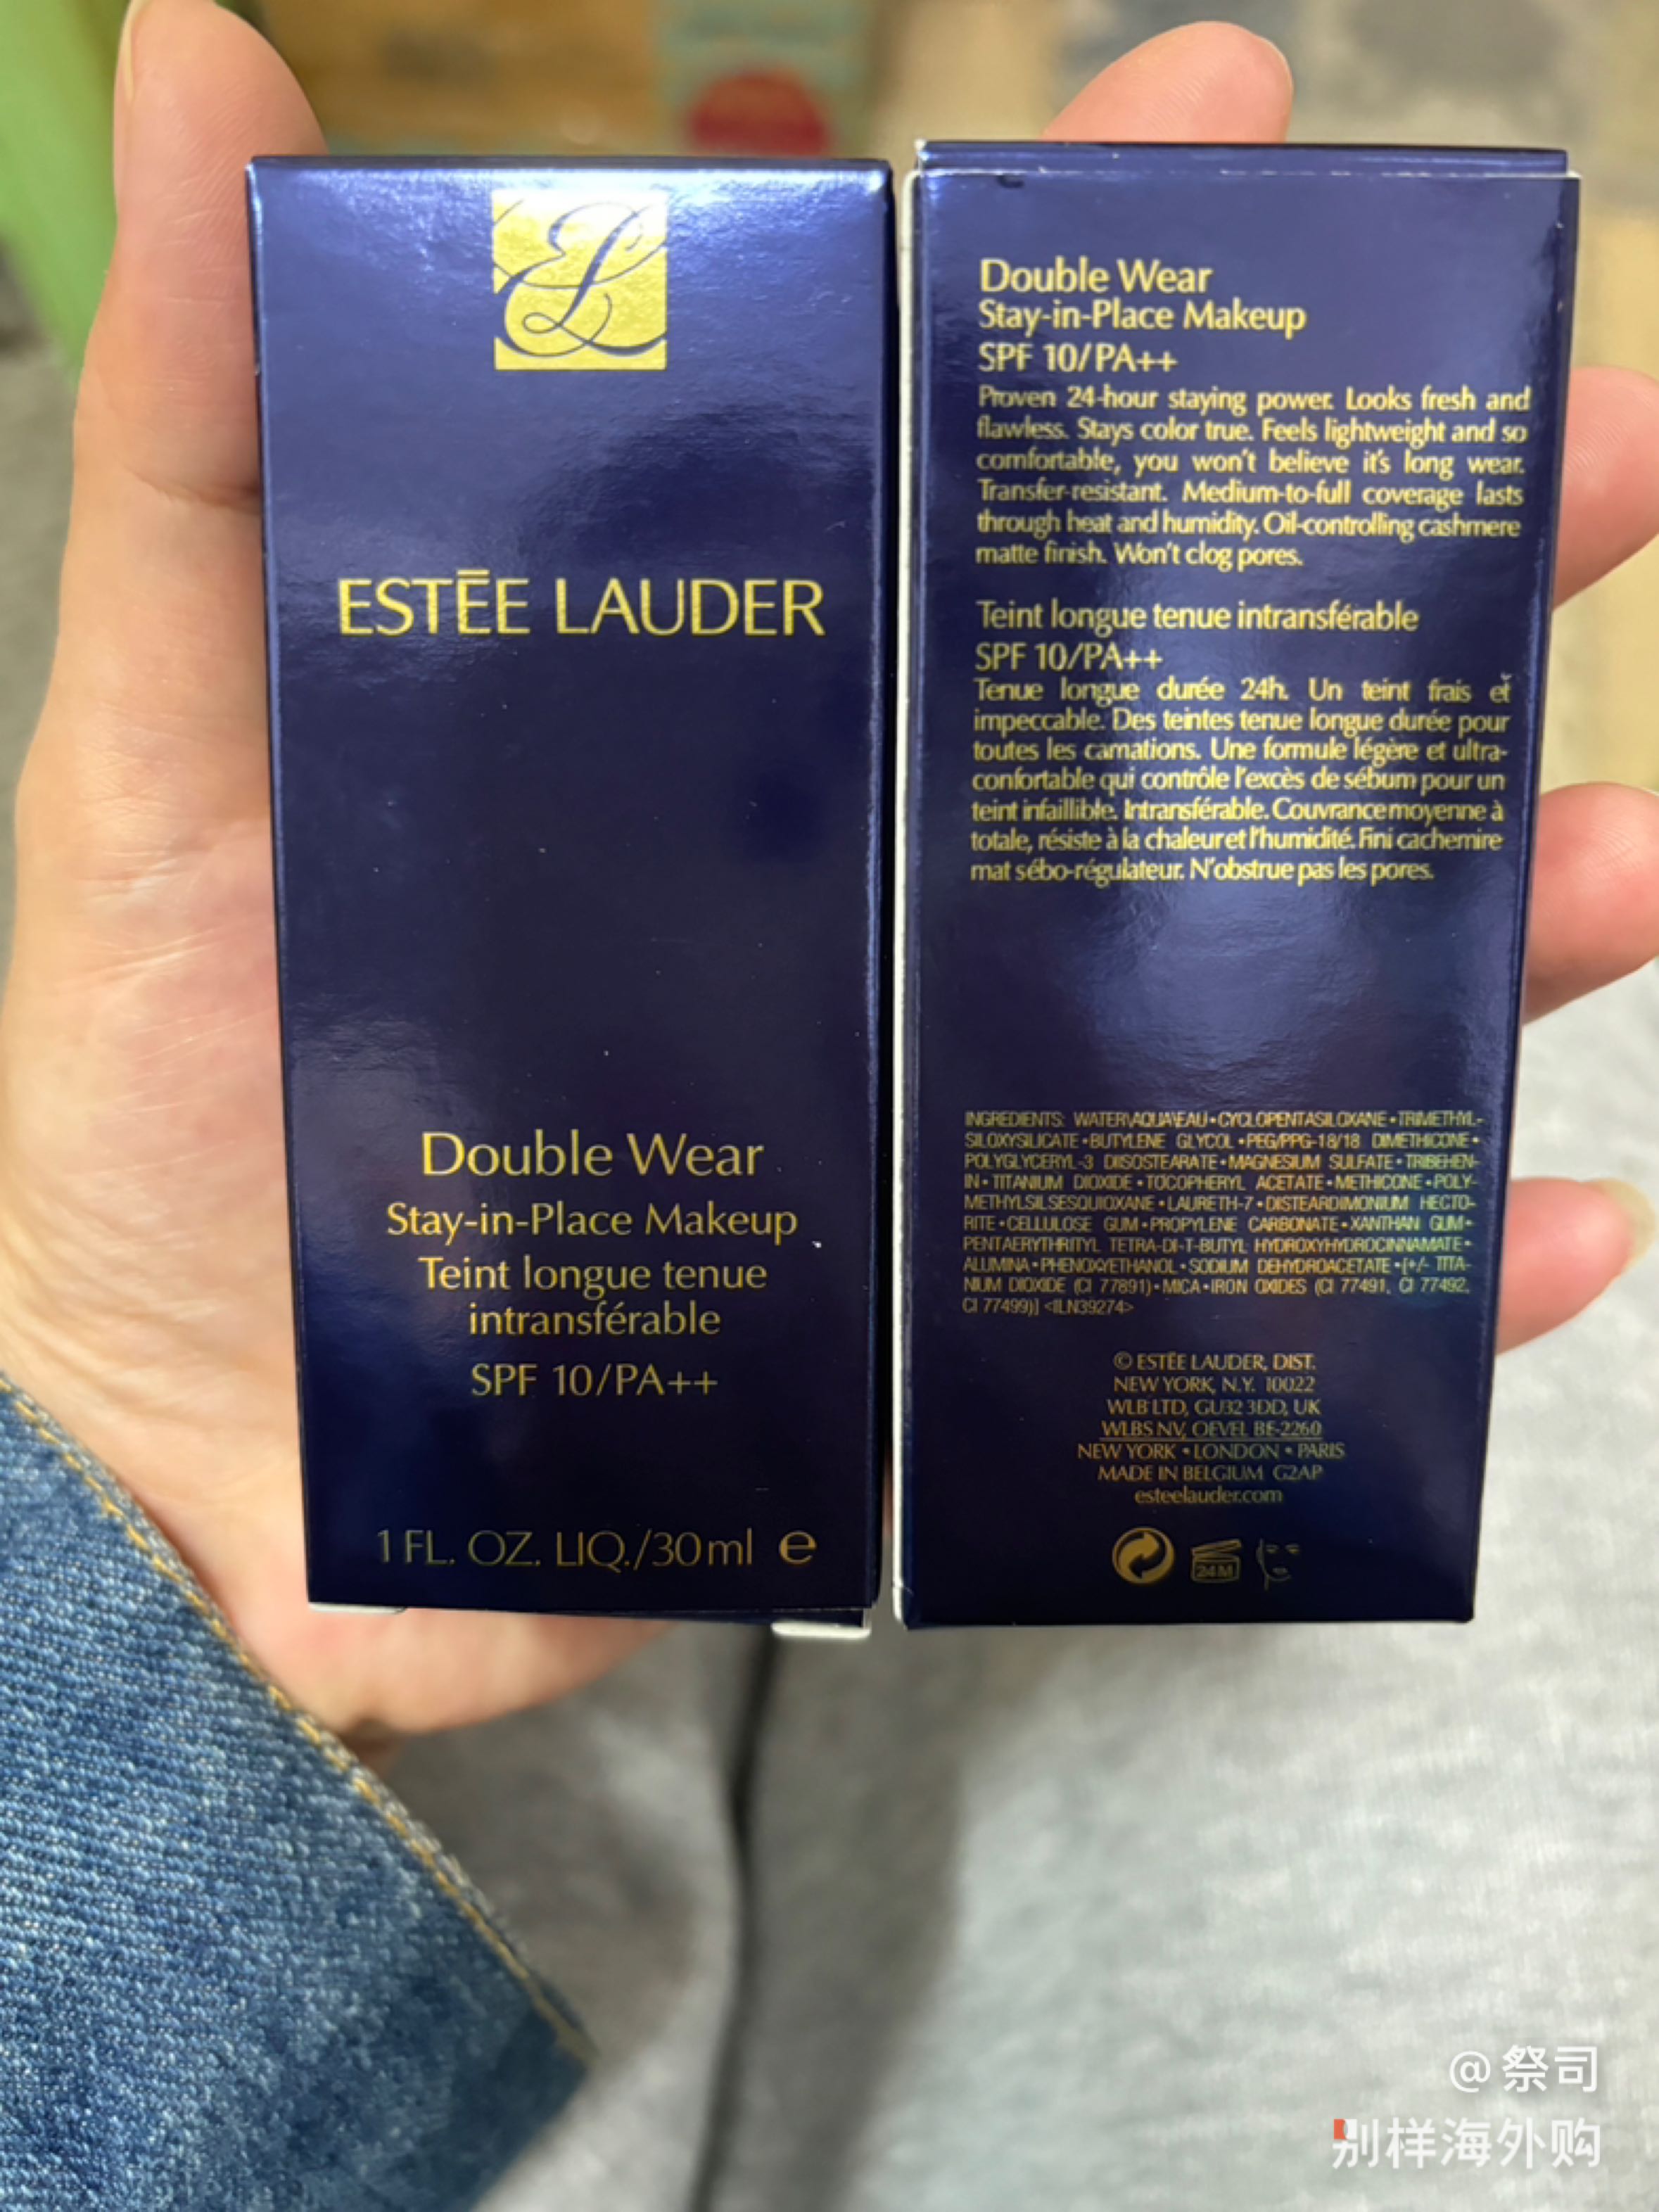 ESTĒE LAUDER
Double Wear
Stay-in-Place Makeup
Teint longue tenue
intransférable
SPF 10/PA++
1 FL. OZ. LIQ./30ml e
Double Wear
Stay-in-Place Makeup
SPF 10/PA++
Proven 24-hour staying power. Looks fresh and
flawless. Stays color true. Feels lightweight and so
comfortable, you won't believe it's long wear.
Transfer-resistant. Medium-to-full coverage lasts
through heat and humidity. Oil-controlling cashmere
matte finish. Won't clog pores.
Teint longue tenue intransférable
SPF 10/PA++
Tenue longue durée 24h. Un teint frais et
impeccable. Des teintes tenue longue durée pour
toutes les carnations. Une formule légère et ultra-
confortable qui contrôle l'excès de sébum pour un
teint infaillible. Intransférable. Couvrance moyenne à
totale, résiste à la chaleur et l'humidité. Fini cachemire
mat sébo-régulateur. N'obstrue pas les pores.
INGREDIENTS: WATER\AQUA\EAU•CYCLOPENTASILOXANE•TRIMETHYL-
SILOXYSILICATE•BUTYLENE GLYCOL•PEG/PPG-18/18 DIMETHICONE•
POLYGLYCERYL-3 DIISOSTEARATE•MAGNESIUM SULFATE•TRIBEHEN-
IN•TITANIUM DIOXIDE•TOCOPHERYL ACETATE•METHICONE•POLY-
METHYLSILSESQUIOXANE•LAURETH-7•DISTEARDIMONIUM HECTO-
RITE•CELLULOSE GUM•PROPYLENE CARBONATE•XANTHAN GUM•
PENTAERYTHRITYL TETRA-DI-T-BUTYL HYDROXYHYDROCINNAMATE•
ALUMINA•PHENOXYETHANOL•SODIUM DEHYDROACETATE•[+/- TITA-
NIUM DIOXIDE (CI 77891)•MICA•IRON OXIDES (CI 77491, CI 77492,
CI 77499)] <ILN39274>
© ESTĒE LAUDER, DIST.
NEW YORK, N.Y. 10022
WLB LTD, GU32 3DD, UK
WLBS NV, OEVEL BE-2260
NEW YORK • LONDON • PARIS
MADE IN BELGIUM G2AP
esteelauder.com
24M
@祭司
别样海外购